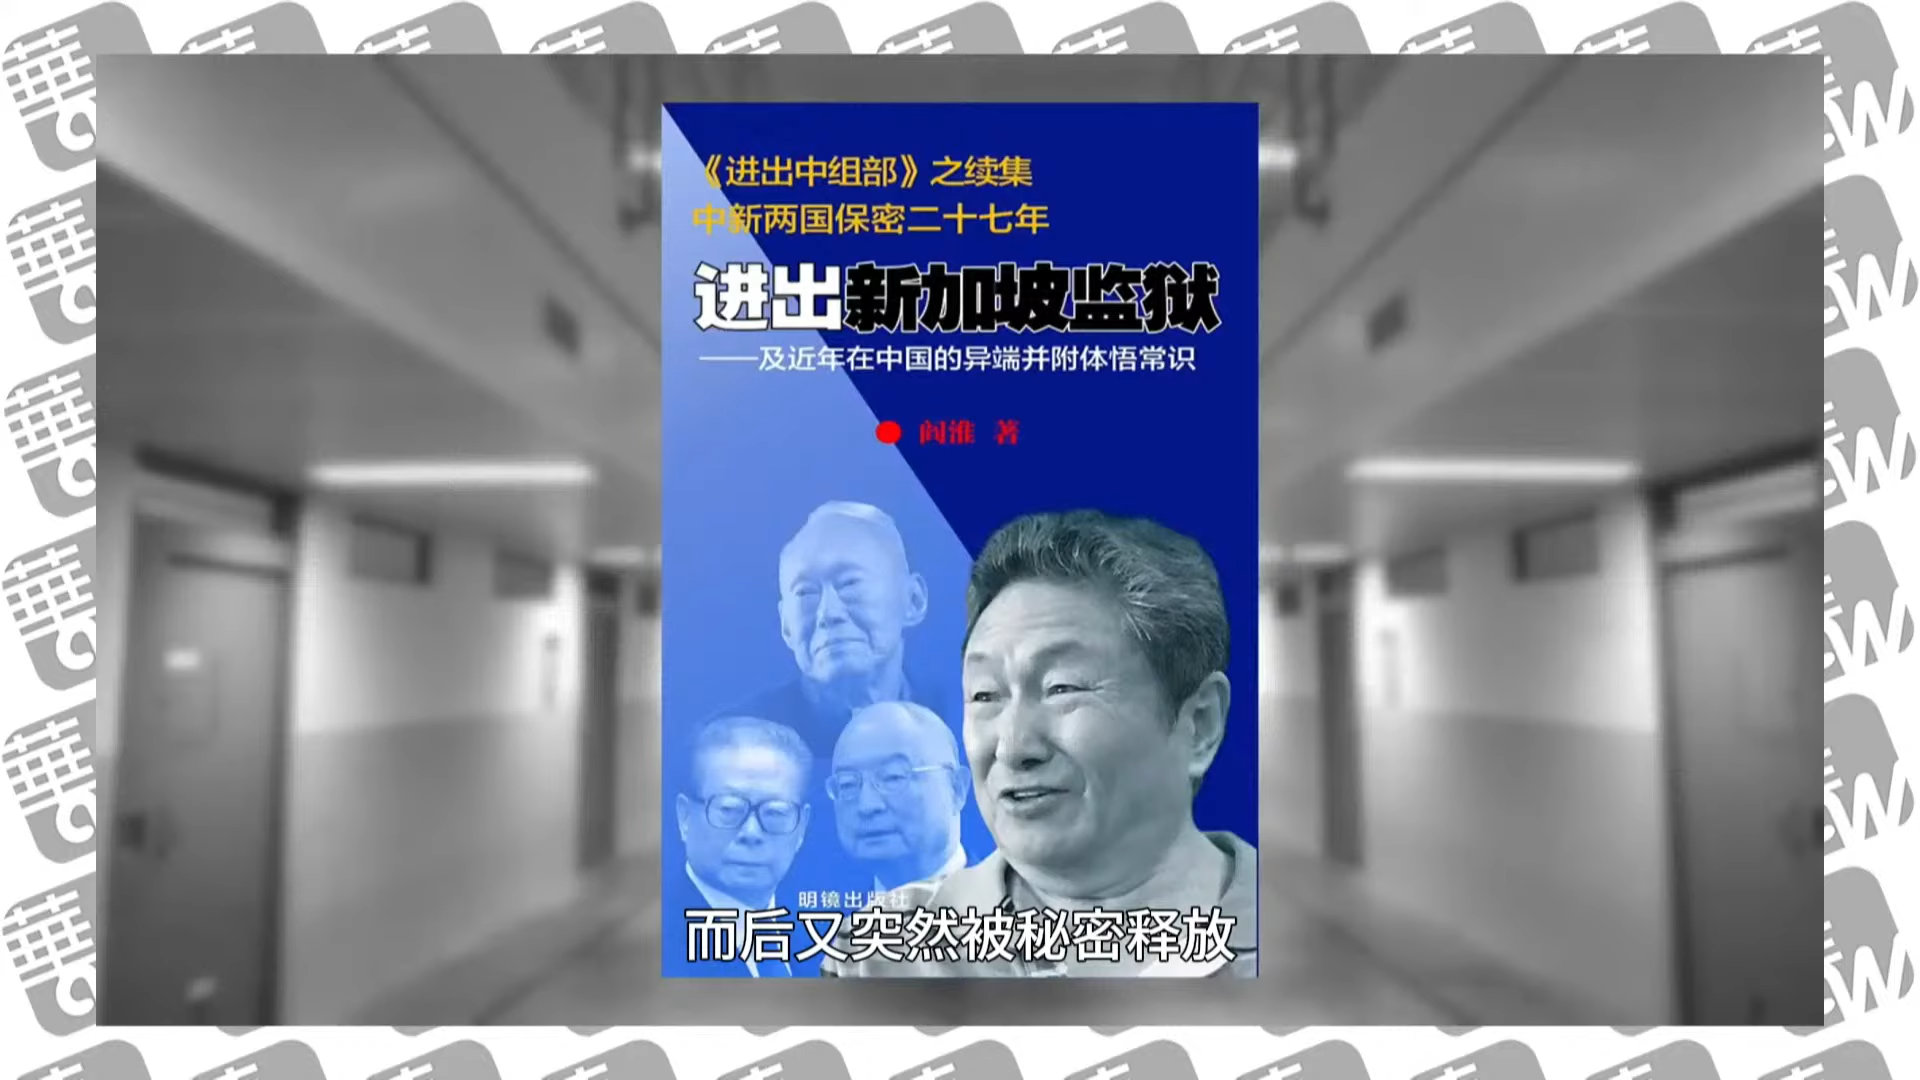 《进出中组部》之续集
中新两国保密二十七年
进出新加坡监狱
——及近年在中国的异端并附体悟常识
● 阎淮 著
明镜出版社
而后又突然被秘密释放